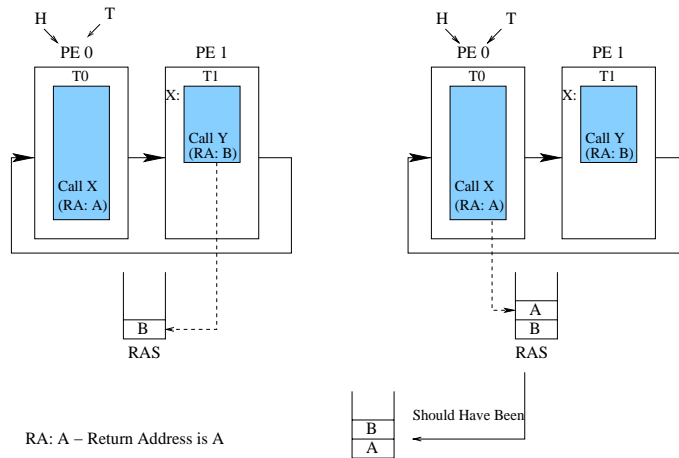 H
T
PE 0
PE 1
T0
T1
X:
Call Y
(RA: B)
Call X
(RA: A)
B
RAS
H
T
PE 0
PE 1
T0
T1
X:
Call Y
(RA: B)
Call X
(RA: A)
A
B
RAS
Should Have Been
B
A
RA: A – Return Address is A